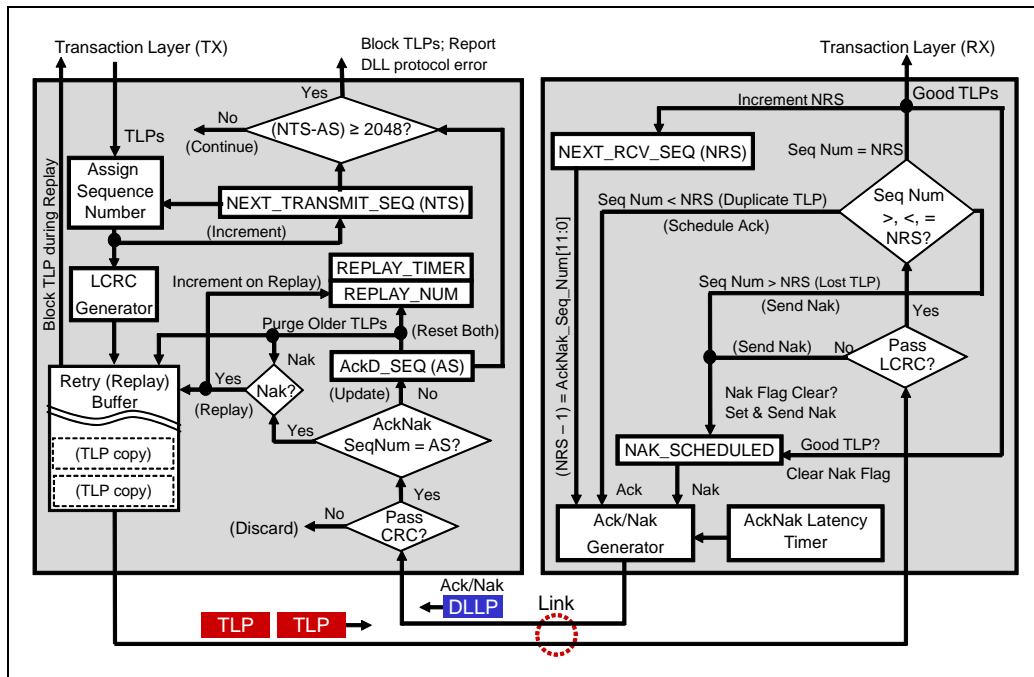 Transaction Layer (TX)
Block TLPs; Report
DLL protocol error
Transaction Layer (RX)
Yes
No
(NTS-AS) ≥ 2048?
(Continue)
TLPs
Assign
Sequence
Number
NEXT_TRANSMIT_SEQ (NTS)
(Increment)
Block TLP during Replay
LCRC
Generator
Increment on Replay)
REPLAY_TIMER
REPLAY_NUM
Purge Older TLPs
(Reset Both)
Nak
AckD_SEQ (AS)
Retry (Replay)
Buffer
Yes
(Replay)
Nak?
(Update)
No
Yes
AckNak
SeqNum = AS?
(TLP copy)
(TLP copy)
Yes
No
(Discard)
Pass
CRC?
Good TLPs
Increment NRS
NEXT_RCV_SEQ (NRS)
Seq Num = NRS
Seq Num
>, <, =
NRS?
Seq Num < NRS (Duplicate TLP)
(Schedule Ack)
Seq Num > NRS (Lost TLP)
(Send Nak)
Yes
(Send Nak)
No
Pass
LCRC?
(NRS – 1) = AckNak_Seq_Num[11:0]
Nak Flag Clear?
Set & Send Nak
NAK_SCHEDULED
Good TLP?
Clear Nak Flag
Ack
Nak
Ack/Nak
Generator
AckNak Latency
Timer
Ack/Nak
DLLP
Link
TLP
TLP